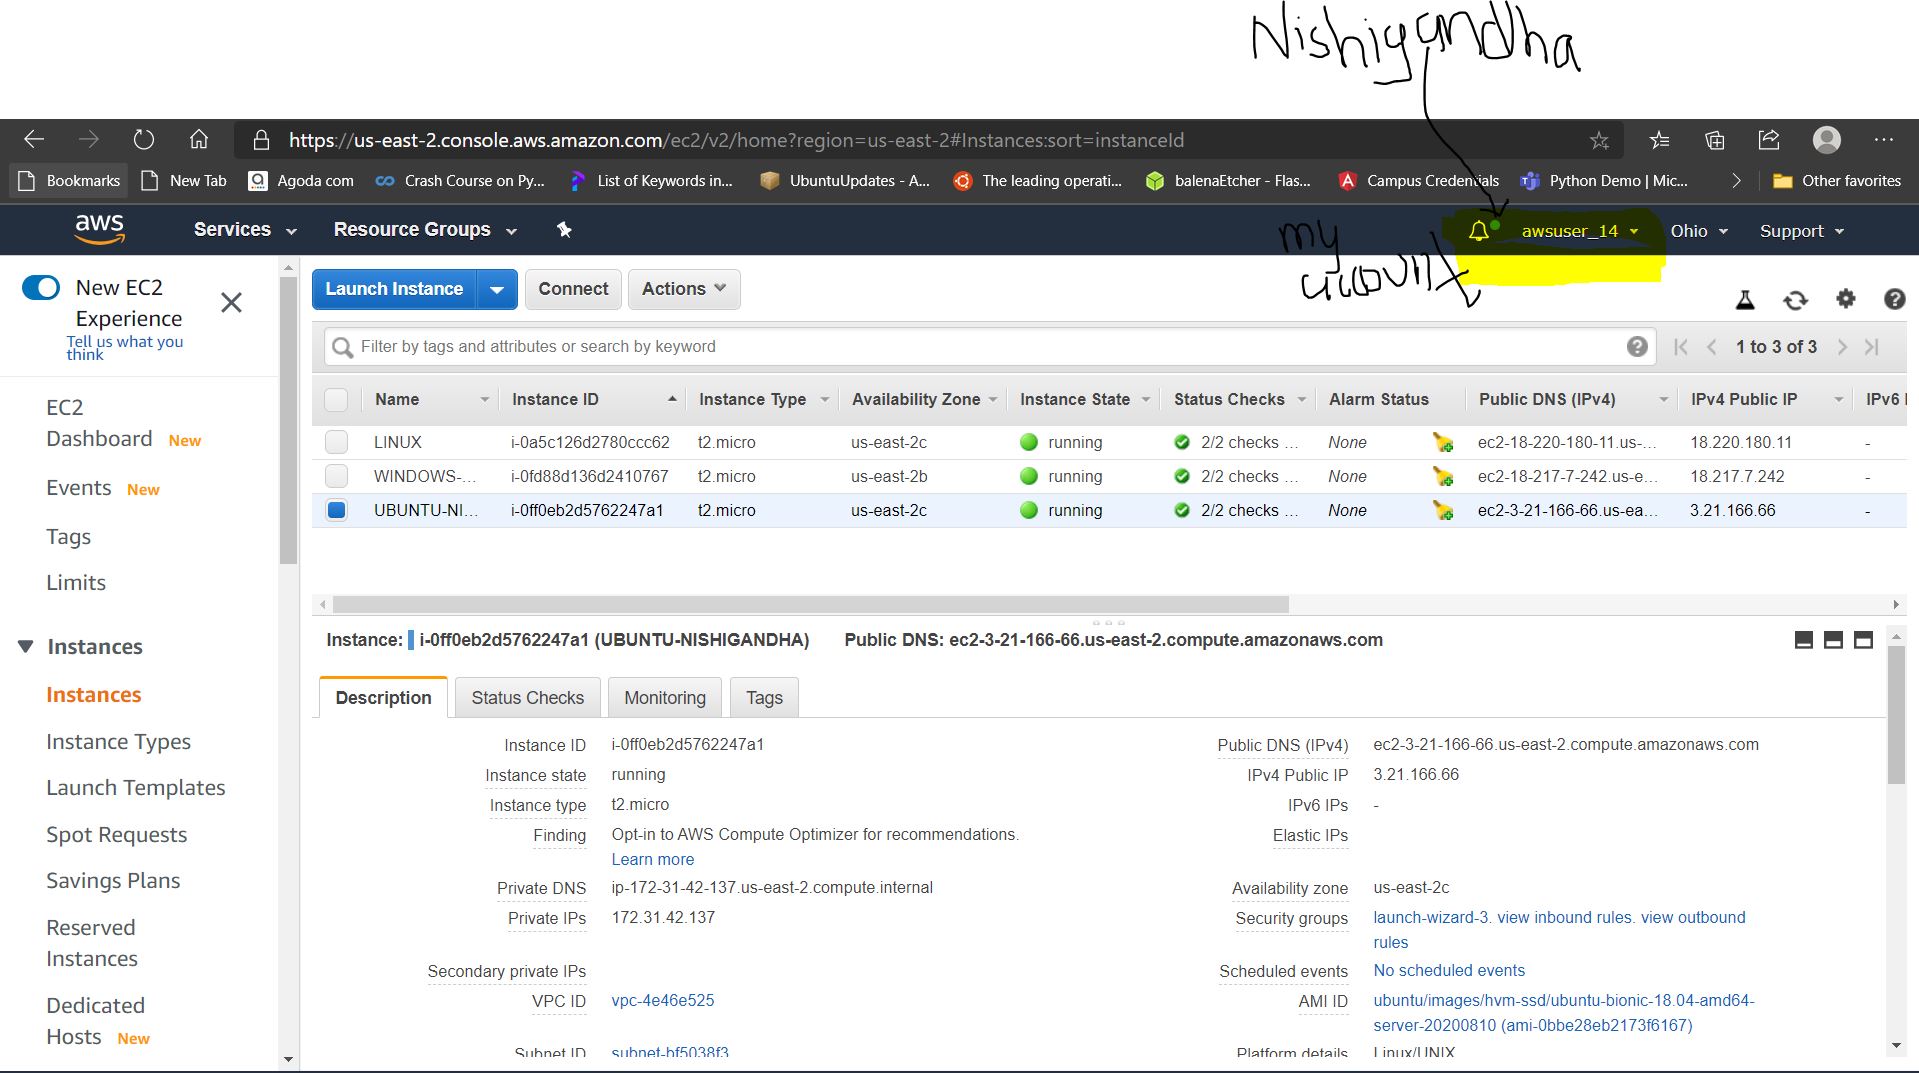 Nishigandha
https://us-east-2.console.aws.amazon.com/ec2/v2/home?region=us-east-2#Instances:sort=instanceId
Bookmarks New Tab Agoda com Crash Course on Py... List of Keywords in... UbuntuUpdates - A... The leading operati... balenaEtcher - Flas... Campus Credentials Python Demo | Mic... Other favorites
aws Services Resource Groups awsuser_14 Ohio Support
my
account
New EC2
Experience
Tell us what you
think
Launch Instance Connect Actions
Filter by tags and attributes or search by keyword 1 to 3 of 3
Name Instance ID Instance Type Availability Zone Instance State Status Checks Alarm Status Public DNS (IPv4) IPv4 Public IP IPv6 I
LINUX i-0a5c126d2780ccc62 t2.micro us-east-2c running 2/2 checks ... None ec2-18-220-180-11.us-... 18.220.180.11 -
WINDOWS-... i-0fd88d136d2410767 t2.micro us-east-2b running 2/2 checks ... None ec2-18-217-7-242.us-e... 18.217.7.242 -
UBUNTU-NI... i-0ff0eb2d5762247a1 t2.micro us-east-2c running 2/2 checks ... None ec2-3-21-166-66.us-ea... 3.21.166.66 -
EC2
Dashboard New
Events New
Tags
Limits
Instances
Instances
Instance Types
Launch Templates
Spot Requests
Savings Plans
Reserved
Instances
Dedicated
Hosts New
Instance: i-0ff0eb2d5762247a1 (UBUNTU-NISHIGANDHA) Public DNS: ec2-3-21-166-66.us-east-2.compute.amazonaws.com
Description Status Checks Monitoring Tags
Instance ID i-0ff0eb2d5762247a1
Instance state running
Instance type t2.micro
Finding Opt-in to AWS Compute Optimizer for recommendations.
Learn more
Private DNS ip-172-31-42-137.us-east-2.compute.internal
Private IPs 172.31.42.137
Secondary private IPs
VPC ID vpc-4e46e525
Subnet ID subnet-bf5038f3
Public DNS (IPv4) ec2-3-21-166-66.us-east-2.compute.amazonaws.com
IPv4 Public IP 3.21.166.66
IPv6 IPs -
Elastic IPs
Availability zone us-east-2c
Security groups launch-wizard-3. view inbound rules. view outbound
rules
Scheduled events No scheduled events
AMI ID ubuntu/images/hvm-ssd/ubuntu-bionic-18.04-amd64-
server-20200810 (ami-0bbe28eb2173f6167)
Platform details Linux/UNIX